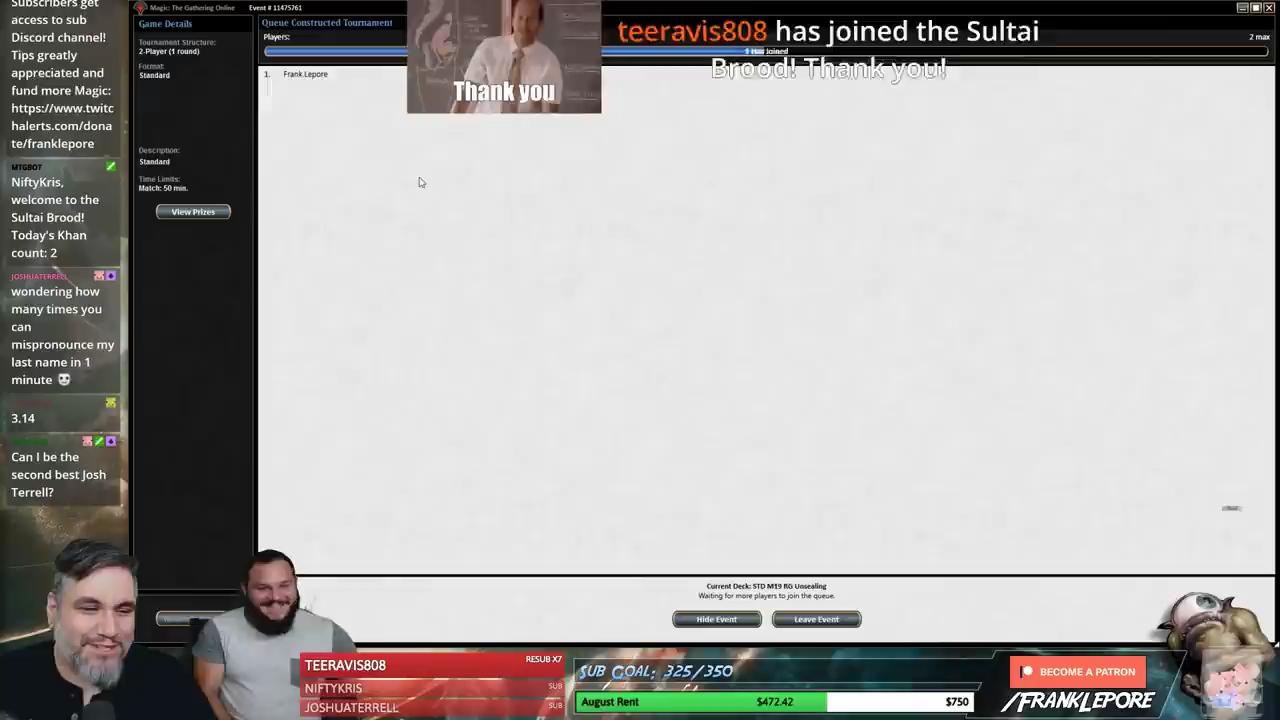 Subscribers get
access to sub
Discord channel!
Tips greatly
appreciated and
fund more Magic:
https://www.twitc
halerts.com/dona
te/franklepore
MTGBOT
NiftyKris,
welcome to the
Sultai Brood!
Today's Khan
count: 2
JOSHUATERRELL
wondering how
many times you
can
mispronounce my
last name in 1
minute
3.14
Can I be the
second best Josh
Terrell?
Magic: The Gathering Online Event # 11475761
Game Details
Tournament Structure:
2-Player (1 round)
Format:
Standard
Description:
Standard
Time Limits:
Match: 50 min.
View Prizes
Queue Constructed Tournament
Players:
1 Has Joined
2 max
1. Frank.Lepore
Thank you
teeravis808 has joined the Sultai
Brood! Thank you!
Current Deck: STD M19 RG Unsealing
Waiting for more players to join the queue.
Hide Event
Leave Event
TEERAVIS808 RESUB X7
NIFTYKRIS SUB
JOSHUATERRELL SUB
SUB GOAL: 325/350
August Rent $472.42 $750
BECOME A PATRON
/FRANKLEPORE